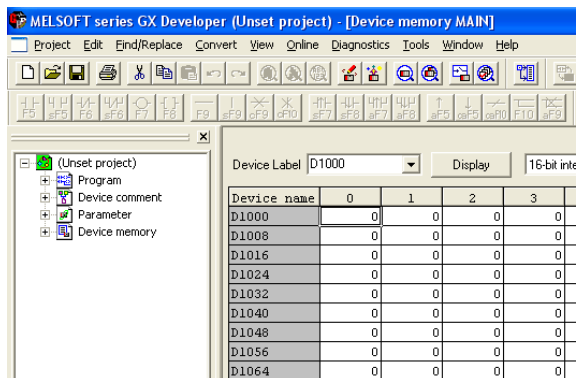 MELSOFT series GX Developer (Unset project) - [Device memory MAIN]
Project Edit Find/Replace Convert View Online Diagnostics Tools Window Help
F5 sF5 F6 sF6 F7 F8 F9 sF9 cF9 cF10 sF7 sF8 aF7 aF8 aF5 caF5 caF10 F10 aF9
(Unset project)
Program
Device comment
Parameter
Device memory
Device Label D1000 Display 16-bit inte
Device name 0 1 2 3
D1000 0 0 0 0
D1008 0 0 0 0
D1016 0 0 0 0
D1024 0 0 0 0
D1032 0 0 0 0
D1040 0 0 0 0
D1048 0 0 0 0
D1056 0 0 0 0
D1064 0 0 0 0